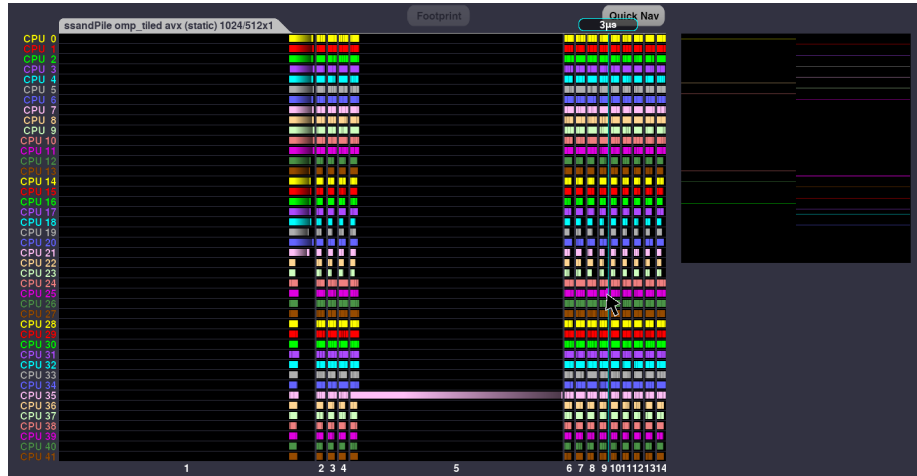 Footprint
Quick Nav
ssandPile omp_tiled avx (static) 1024/512x1
3µs
CPU 0
CPU 1
CPU 2
CPU 3
CPU 4
CPU 5
CPU 6
CPU 7
CPU 8
CPU 9
CPU 10
CPU 11
CPU 12
CPU 13
CPU 14
CPU 15
CPU 16
CPU 17
CPU 18
CPU 19
CPU 20
CPU 21
CPU 22
CPU 23
CPU 24
CPU 25
CPU 26
CPU 27
CPU 28
CPU 29
CPU 30
CPU 31
CPU 32
CPU 33
CPU 34
CPU 35
CPU 36
CPU 37
CPU 38
CPU 39
CPU 40
CPU 41
1 2 3 4 5 6 7 8 9 10 11 12 13 14